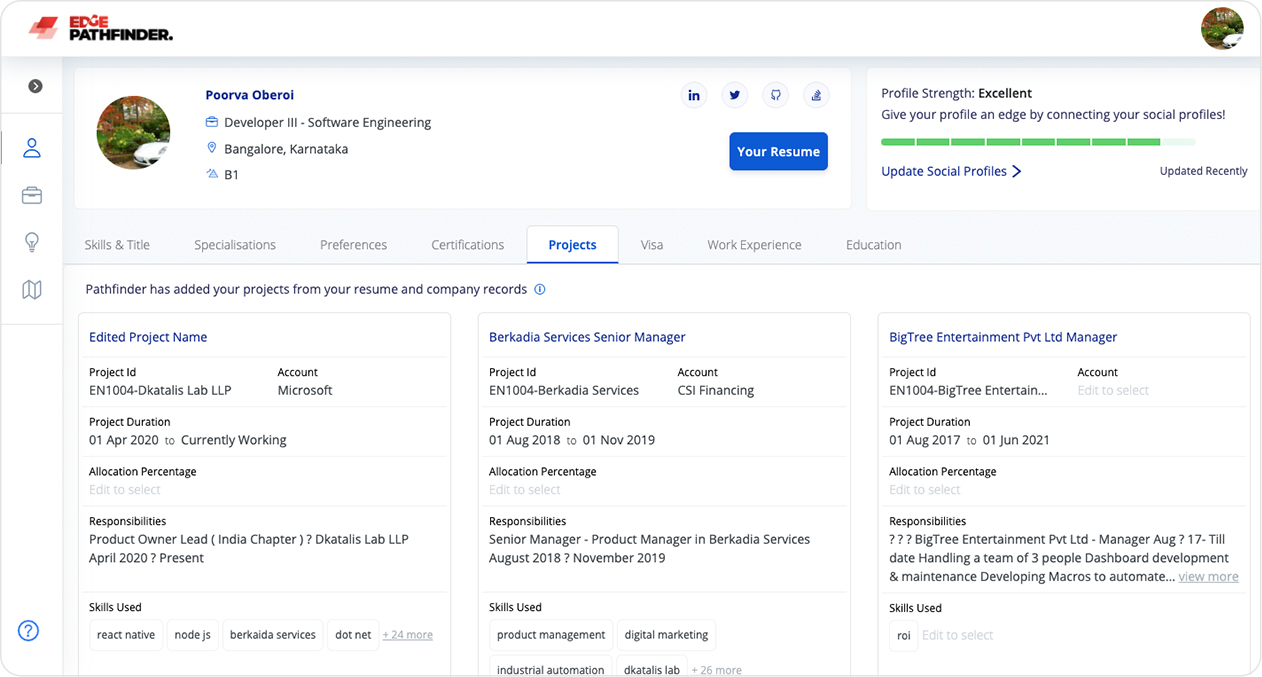 EDGE
PATHFINDER.
Poorva Oberoi
Developer III - Software Engineering
Bangalore, Karnataka
B1
in
Your Resume
Profile Strength: Excellent
Give your profile an edge by connecting your social profiles!
Update Social Profiles
Updated Recently
Skills & Title
Specialisations
Preferences
Certifications
Projects
Visa
Work Experience
Education
Pathfinder has added your projects from your resume and company records
Edited Project Name
Project Id
Account
EN1004-Dkatalis Lab LLP
Microsoft
Project Duration
01 Apr 2020 to Currently Working
Allocation Percentage
Edit to select
Responsibilities
Product Owner Lead ( India Chapter ) ? Dkatalis Lab LLP
April 2020 ? Present
Skills Used
react native
node js
berkaida services
dot net
+ 24 more
Berkadia Services Senior Manager
Project Id
Account
EN1004-Berkadia Services
CSI Financing
Project Duration
01 Aug 2018 to 01 Nov 2019
Allocation Percentage
Edit to select
Responsibilities
Senior Manager - Product Manager in Berkadia Services
August 2018 ? November 2019
Skills Used
product management
digital marketing
industrial automation
dkatalis lab
+ 26 more
BigTree Entertainment Pvt Ltd Manager
Project Id
Account
EN1004-BigTree Entertain...
Edit to select
Project Duration
01 Aug 2017 to 01 Jun 2021
Allocation Percentage
Edit to select
Responsibilities
? ? ? BigTree Entertainment Pvt Ltd - Manager Aug ? 17- Till
date Handling a team of 3 people Dashboard development
& maintenance Developing Macros to automate... view more
Skills Used
roi
Edit to select
?